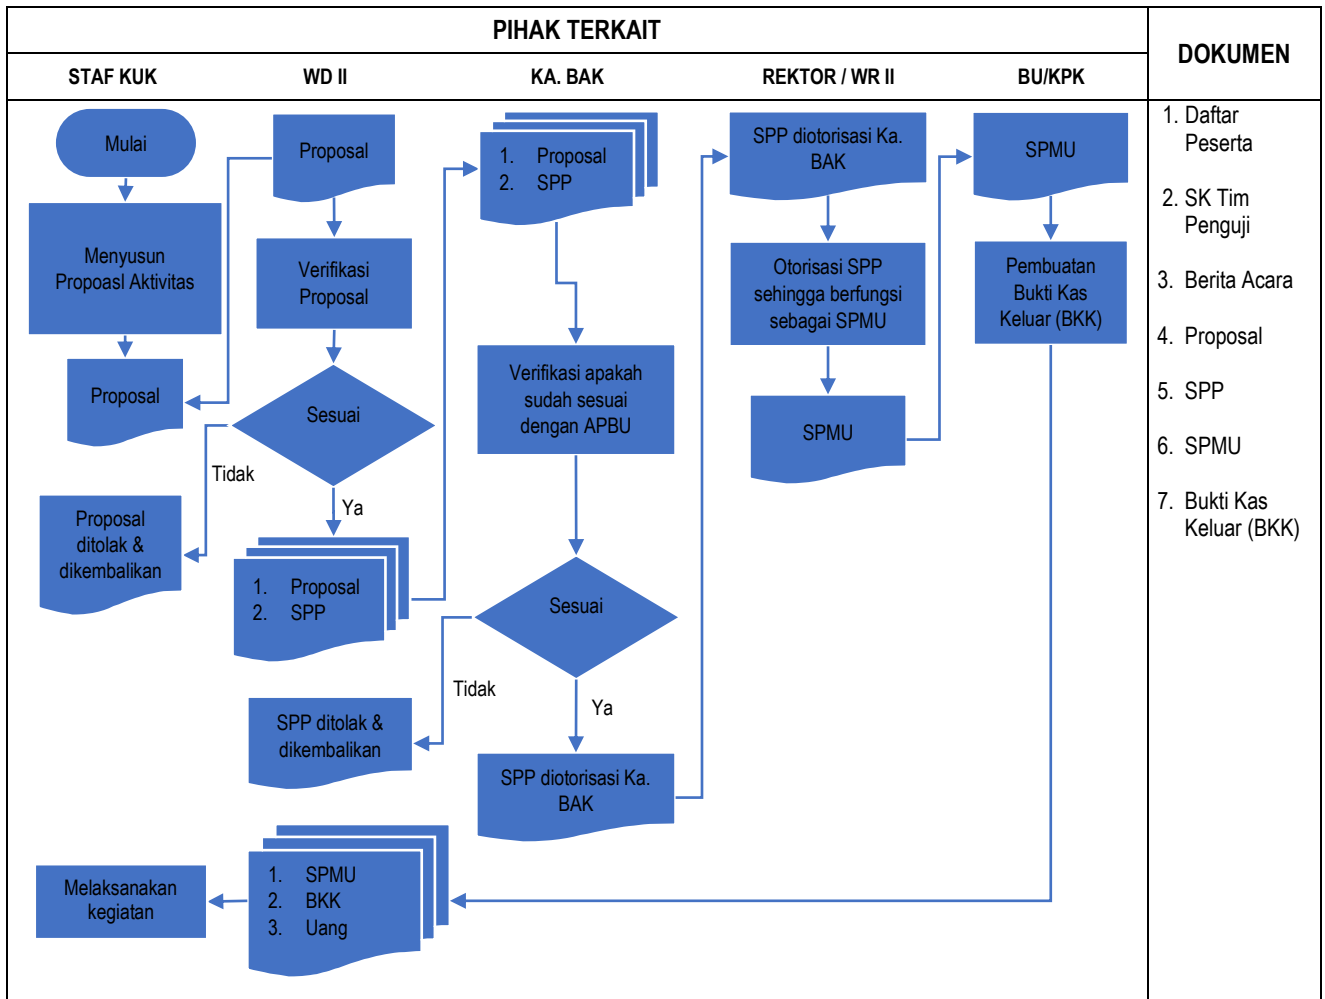 PIHAK TERKAIT
DOKUMEN
STAF KUK
WD II
KA. BAK
REKTOR / WR II
BU/KPK
Mulai
Menyusun
Propoasl Aktivitas
Proposal
Proposal
ditolak &
dikembalikan
Melaksanakan
kegiatan
Proposal
Verifikasi
Proposal
Sesuai
Tidak
Ya
1. Proposal
2. SPP
SPP ditolak &
dikembalikan
1. SPMU
2. BKK
3. Uang
1. Proposal
2. SPP
Verifikasi apakah
sudah sesuai
dengan APBU
Sesuai
Tidak
Ya
SPP diotorisasi Ka.
BAK
SPP diotorisasi Ka.
BAK
Otorisasi SPP
sehingga berfungsi
sebagai SPMU
SPMU
SPMU
Pembuatan
Bukti Kas
Keluar (BKK)
1. Daftar
Peserta
2. SK Tim
Penguji
3. Berita Acara
4. Proposal
5. SPP
6. SPMU
7. Bukti Kas
Keluar (BKK)